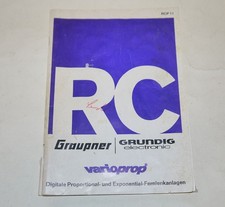 RC
Graupner
GRUNDIG
electronic
varioprop
Digitale Proportional- und Exponential-Fernlenkanlagen